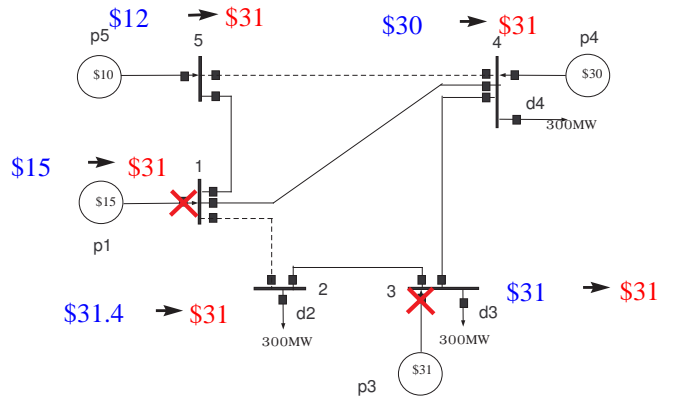 $12 → $31
$30 → $31
p5
5
4
p4
$10
$30
d4
300MW
$15 → $31
1
$15
p1
2
3
$31 → $31
$31.4 → $31
d2
d3
300MW
300MW
$31
p3